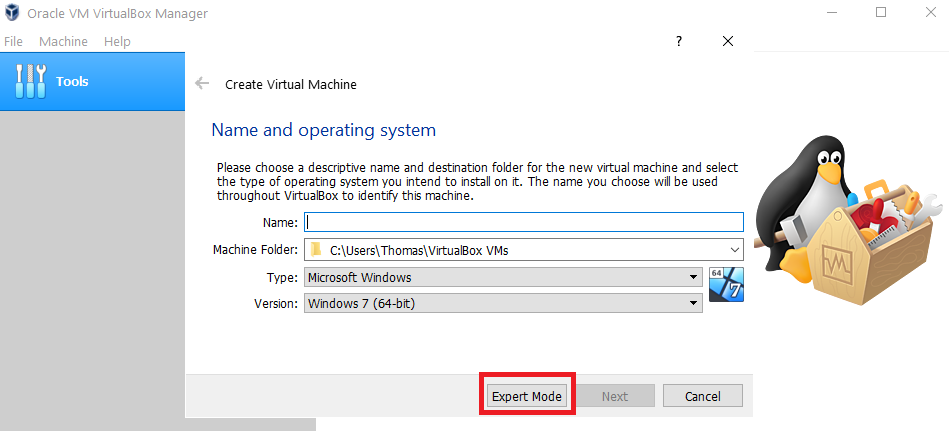 Oracle VM VirtualBox Manager
File Machine Help
?
Tools
Create Virtual Machine
Name and operating system
Please choose a descriptive name and destination folder for the new virtual machine and select
the type of operating system you intend to install on it. The name you choose will be used
throughout VirtualBox to identify this machine.
Name:
Machine Folder: C:\Users\Thomas\VirtualBox VMs
Type: Microsoft Windows
64
7
Version: Windows 7 (64-bit)
Expert Mode Next Cancel